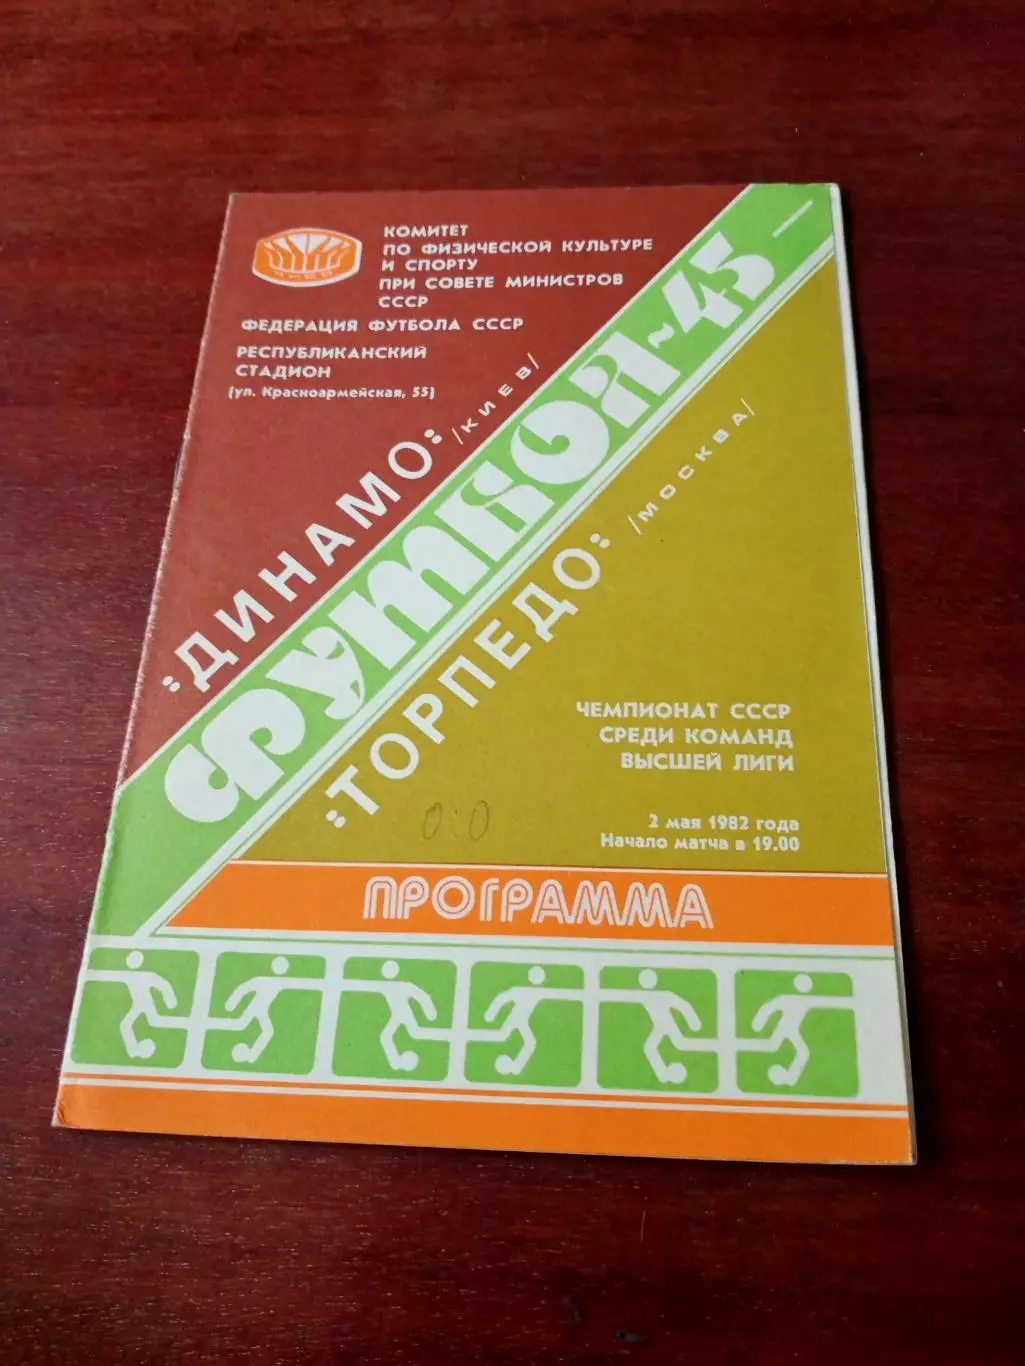 КИЕВ
КОМИТЕТ
ПО ФИЗИЧЕСКОЙ КУЛЬТУРЕ
И СПОРТУ
ПРИ СОВЕТЕ МИНИСТРОВ
СССР
ФЕДЕРАЦИЯ ФУТБОЛА СССР
РЕСПУБЛИКАНСКИЙ
СТАДИОН
(ул. Красноармейская, 55)
"ДИНАМО" /КИЕВ/
ФУТБОЛ-45
"ТОРПЕДО" /МОСКВА/
0:0
ЧЕМПИОНАТ СССР
СРЕДИ КОМАНД
ВЫСШЕЙ ЛИГИ
2 мая 1982 года
Начало матча в 19.00
ПРОГРАММА